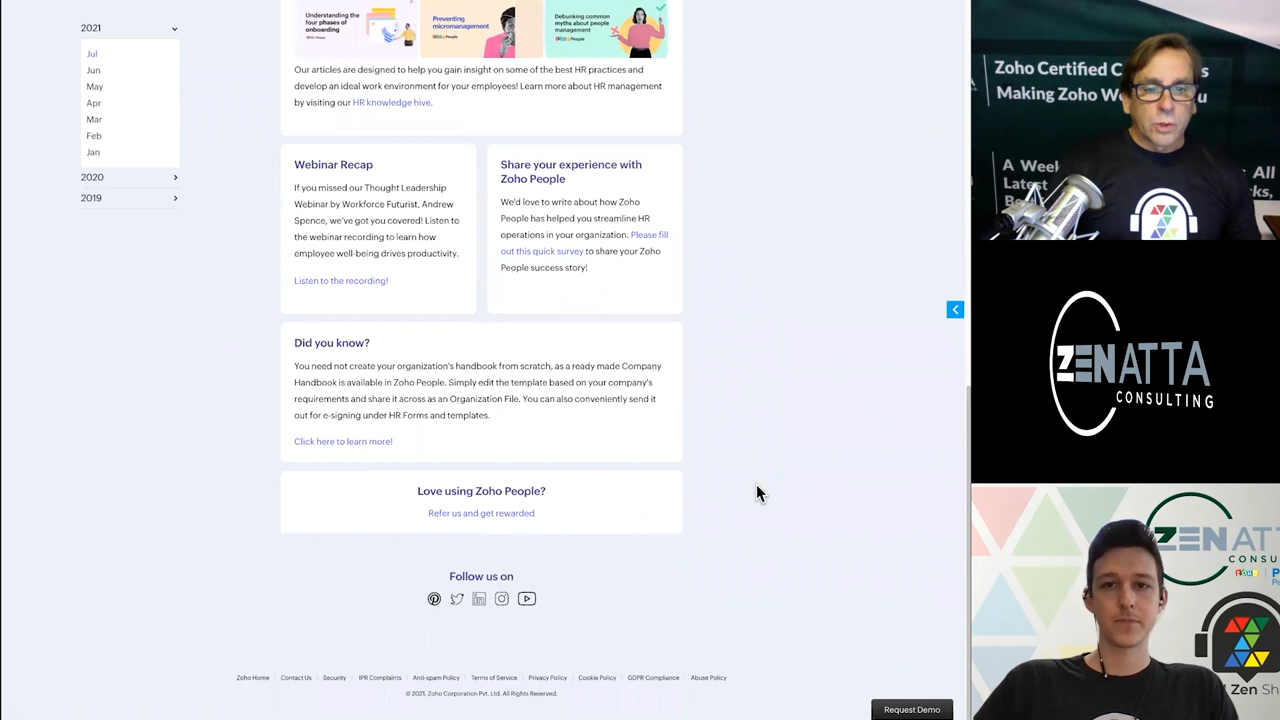 2021
Jul
Jun
May
Apr
Mar
Feb
Jan
2020
2019
Understanding the
four phases of
onboarding
Preventing
micromanagement
People
Debunking common
myths about people
management
People
Our articles are designed to help you gain insight on some of the best HR practices and
develop an ideal work environment for your employees! Learn more about HR management
by visiting our HR knowledge hive.
Webinar Recap
If you missed our Thought Leadership
Webinar by Workforce Futurist, Andrew
Spence, we've got you covered! Listen to
the webinar recording to learn how
employee well-being drives productivity.
Listen to the recording!
Share your experience with
Zoho People
We'd love to write about how Zoho
People has helped you streamline HR
operations in your organization. Please fill
out this quick survey to share your Zoho
People success story!
Did you know?
You need not create your organization's handbook from scratch, as a ready made Company
Handbook is available in Zoho People. Simply edit the template based on your company's
requirements and share it across as an Organization File. You can also conveniently send it
out for e-signing under HR Forms and templates.
Click here to learn more!
Love using Zoho People?
Refer us and get rewarded
Follow us on
Zoho Home
Contact Us
Security
IPR Complaints
Anti-spam Policy
Terms of Service
Privacy Policy
Cookie Policy
GDPR Compliance
Abuse Policy
© 2021, Zoho Corporation Pvt. Ltd. All Rights Reserved.
Request Demo
Zoho Certified C s
Making Zoho Wo u
A Week
Latest
All
ks,
ZENATTA
CONSULTING
ZEN AT
CONSU
Zen Sh